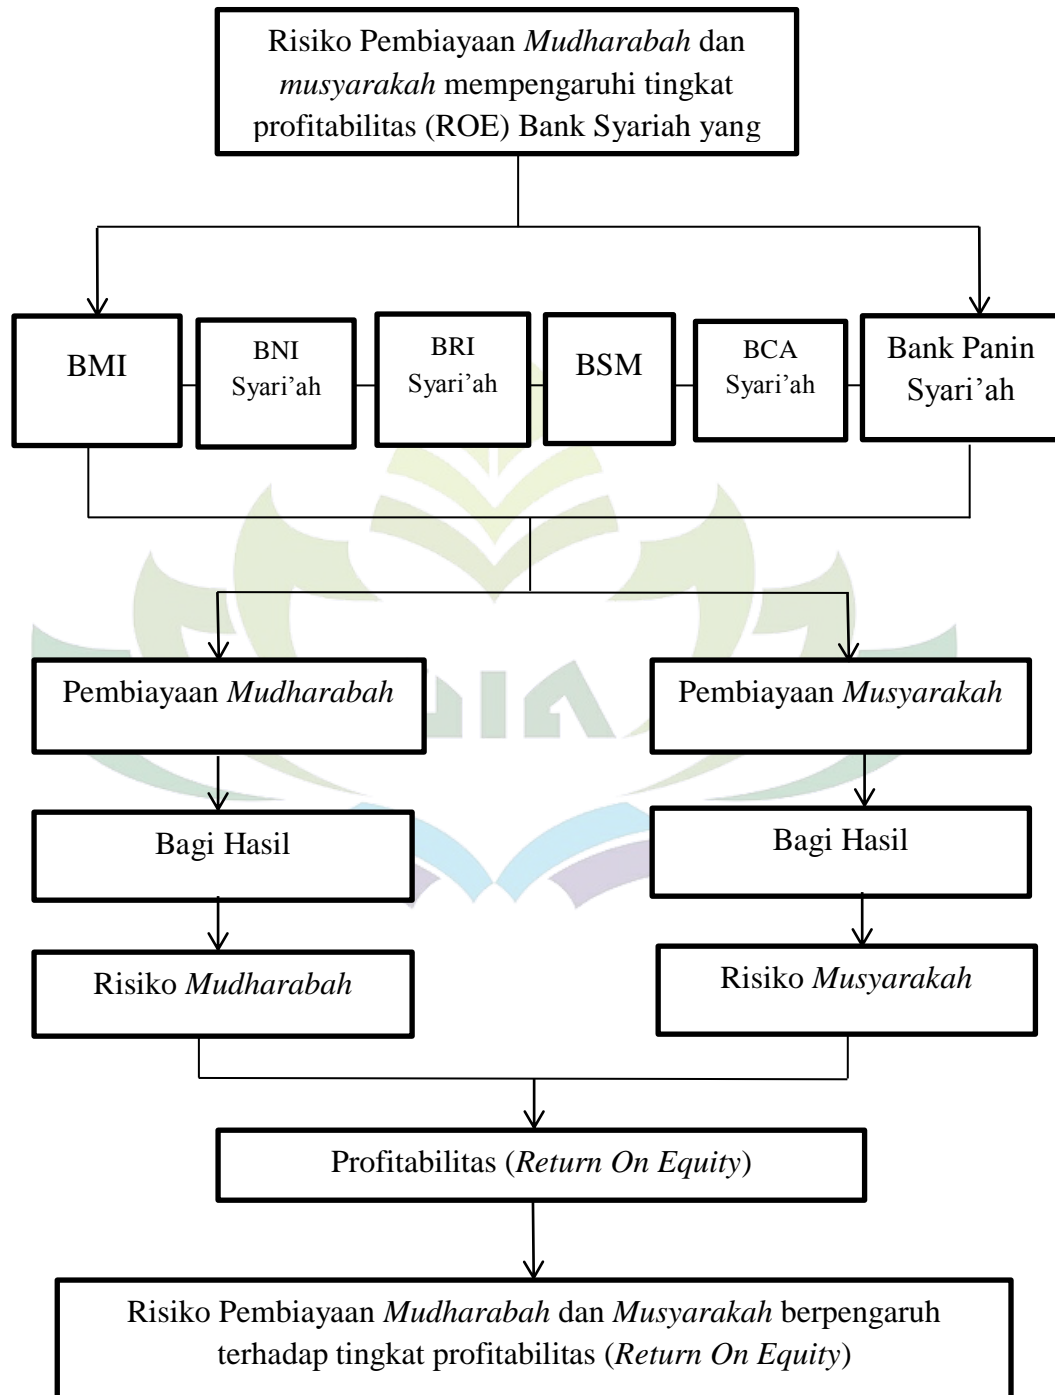 Risiko Pembiayaan Mudharabah dan
musyarakah mempengaruhi tingkat
profitabilitas (ROE) Bank Syariah yang
BMI
BNI
Syari’ah
BRI
Syari’ah
BSM
BCA
Syari’ah
Bank Panin
Syari’ah
Pembiayaan Mudharabah
Pembiayaan Musyarakah
Bagi Hasil
Bagi Hasil
Risiko Mudharabah
Risiko Musyarakah
Profitabilitas (Return On Equity)
Risiko Pembiayaan Mudharabah dan Musyarakah berpengaruh
terhadap tingkat profitabilitas (Return On Equity)